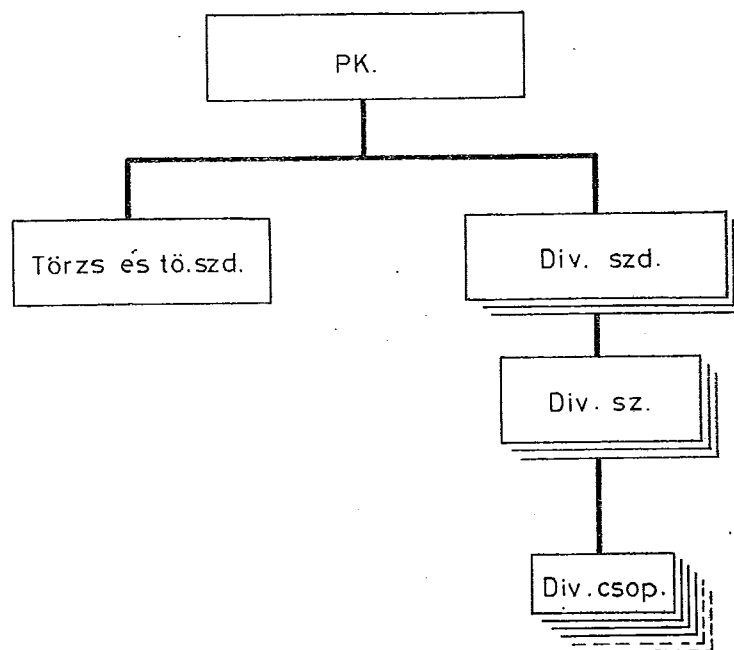 PK.
Törzs és tö.szd.
Div. szd.
Div. sz.
Div. csop.